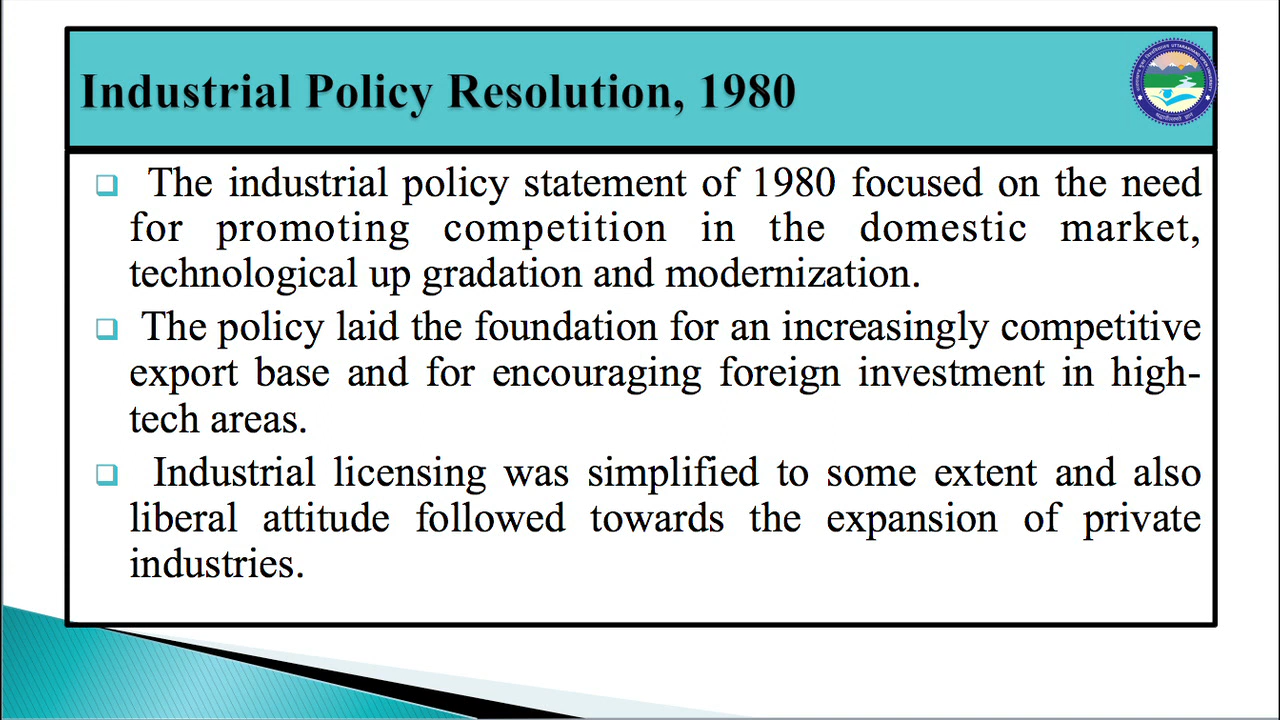 Industrial Policy Resolution, 1980
The industrial policy statement of 1980 focused on the need
for promoting competition in the domestic market,
technological up gradation and modernization.
The policy laid the foundation for an increasingly competitive
export base and for encouraging foreign investment in high-
tech areas.
Industrial licensing was simplified to some extent and also
liberal attitude followed towards the expansion of private
industries.